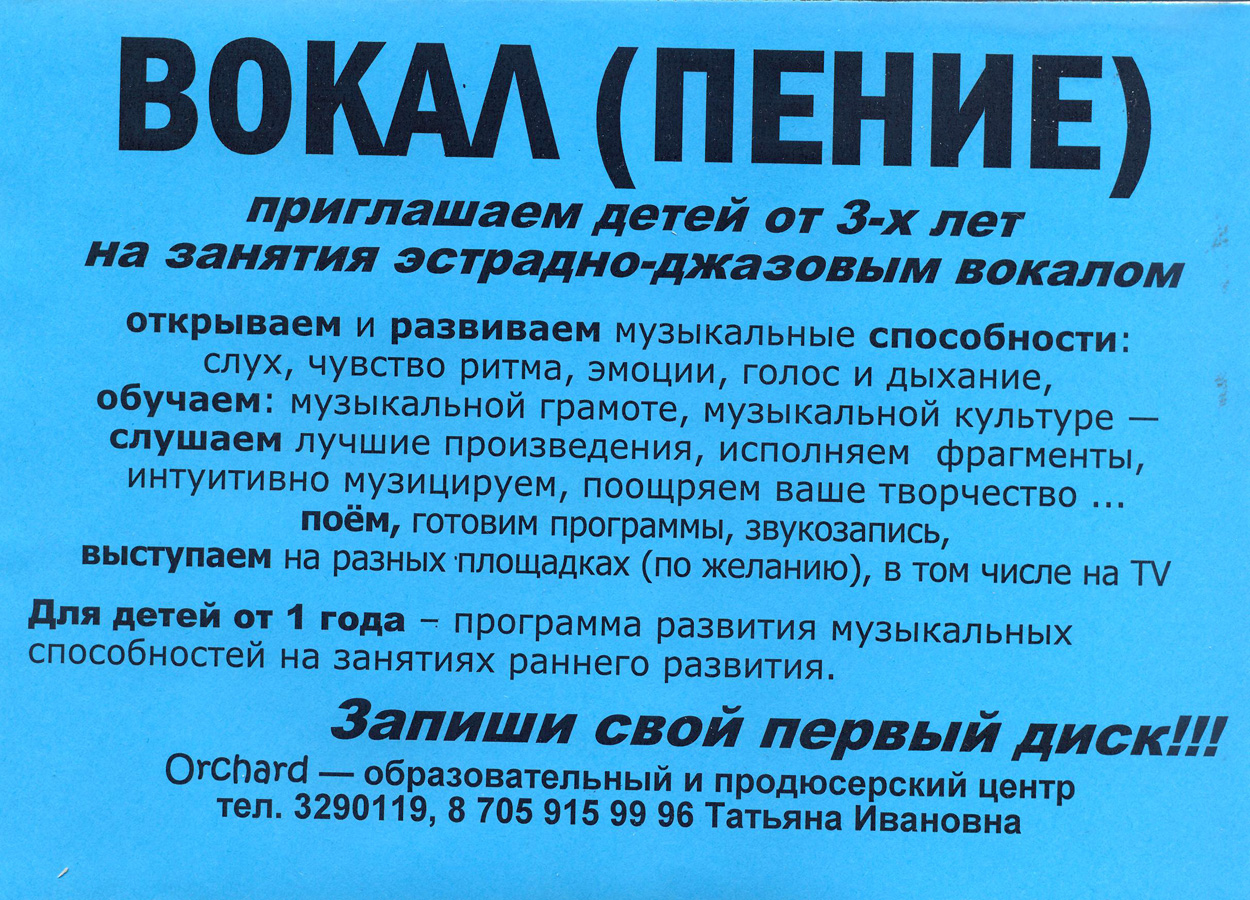 ВОКАЛ (ПЕНИЕ)
приглашаем детей от 3-х лет
на занятия эстрадно-джазовым вокалом
открываем и развиваем музыкальные способности:
слух, чувство ритма, эмоции, голос и дыхание,
обучаем: музыкальной грамоте, музыкальной культуре —
слушаем лучшие произведения, исполняем фрагменты,
интуитивно музицируем, поощряем ваше творчество ...
поём, готовим программы, звукозапись,
выступаем на разных площадках (по желанию), в том числе на TV
Для детей от 1 года – программа развития музыкальных
способностей на занятиях раннего развития.
Запиши свой первый диск!!!
Orchard — образовательный и продюсерский центр
тел. 3290119, 8 705 915 99 96 Татьяна Ивановна